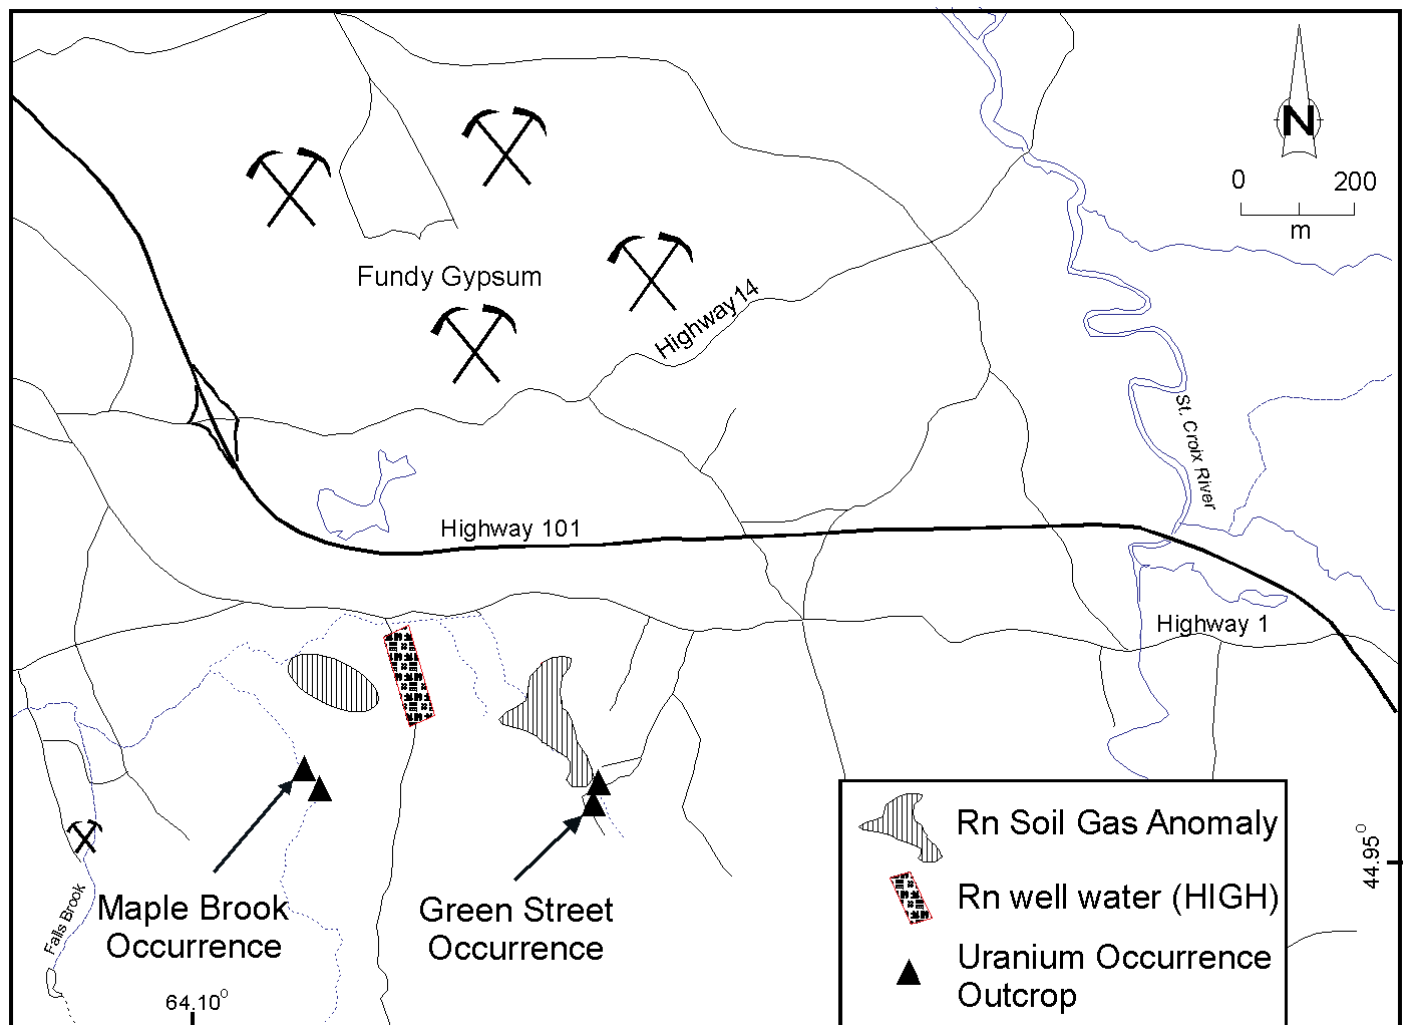 N
0 200
m
Fundy Gypsum
Highway 14
St. Croix River
Highway 101
Highway 1
Rn Soil Gas Anomaly
44.95°
Rn well water (HIGH)
Maple Brook
Occurrence
Green Street
Occurrence
Falls Brook
Uranium Occurrence
Outcrop
64.10°